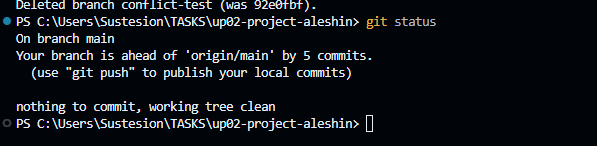 Deleted branch conflict-test (was 92e0fbf).
PS C:\Users\Sustesion\TASKS\up02-project-aleshin> git status
On branch main
Your branch is ahead of 'origin/main' by 5 commits.
  (use "git push" to publish your local commits)

nothing to commit, working tree clean
PS C:\Users\Sustesion\TASKS\up02-project-aleshin>